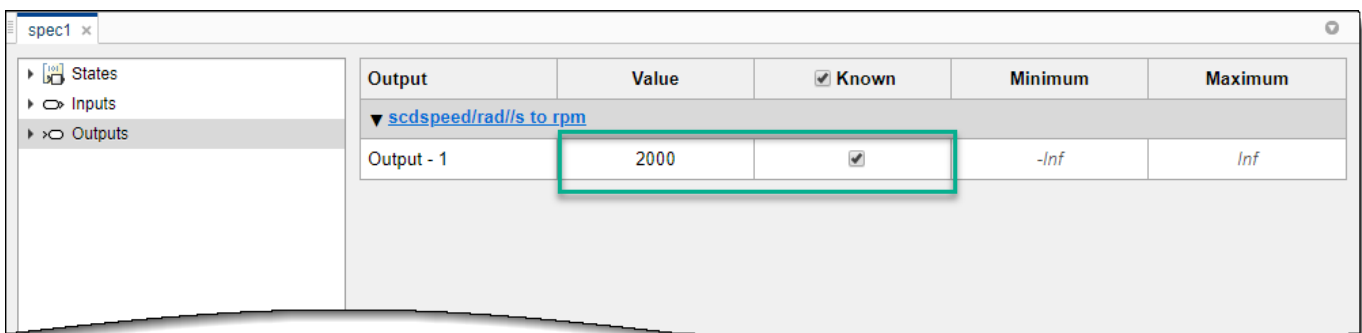 spec1 ×
States
Inputs
Outputs
Output Value Known Minimum Maximum
scdspeed/rad//s to rpm
Output - 1 2000 -Inf Inf